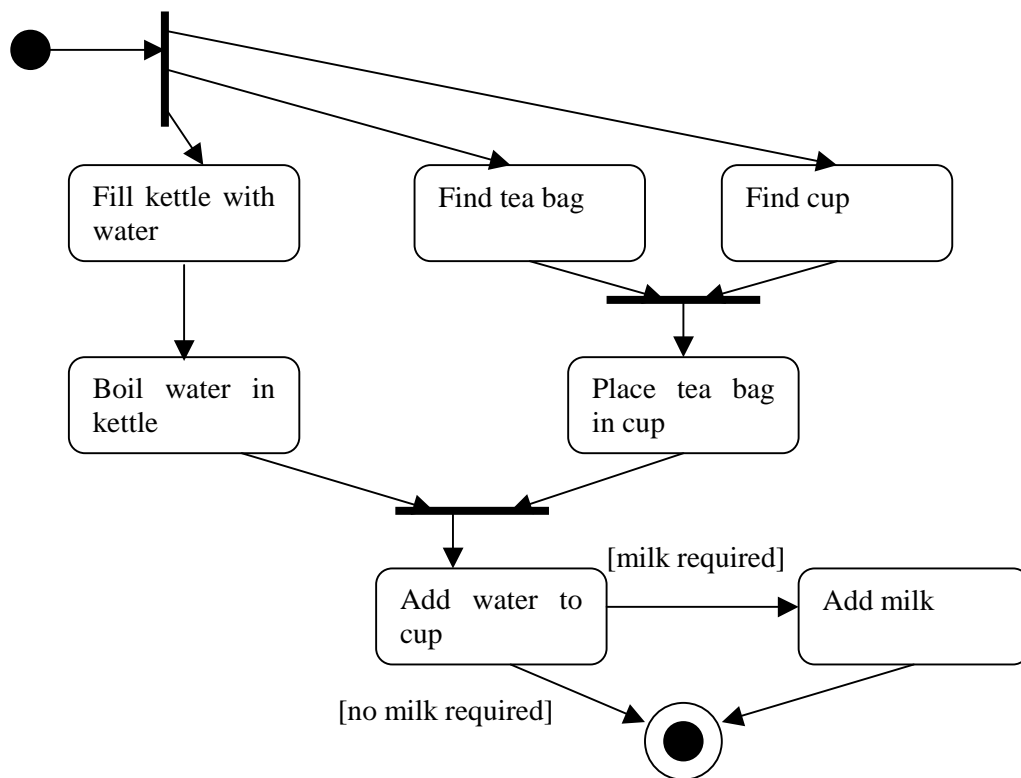 Fill kettle with
water
Find tea bag
Find cup
Boil water in
kettle
Place tea bag
in cup
[milk required]
Add water to
cup
Add milk
[no milk required]